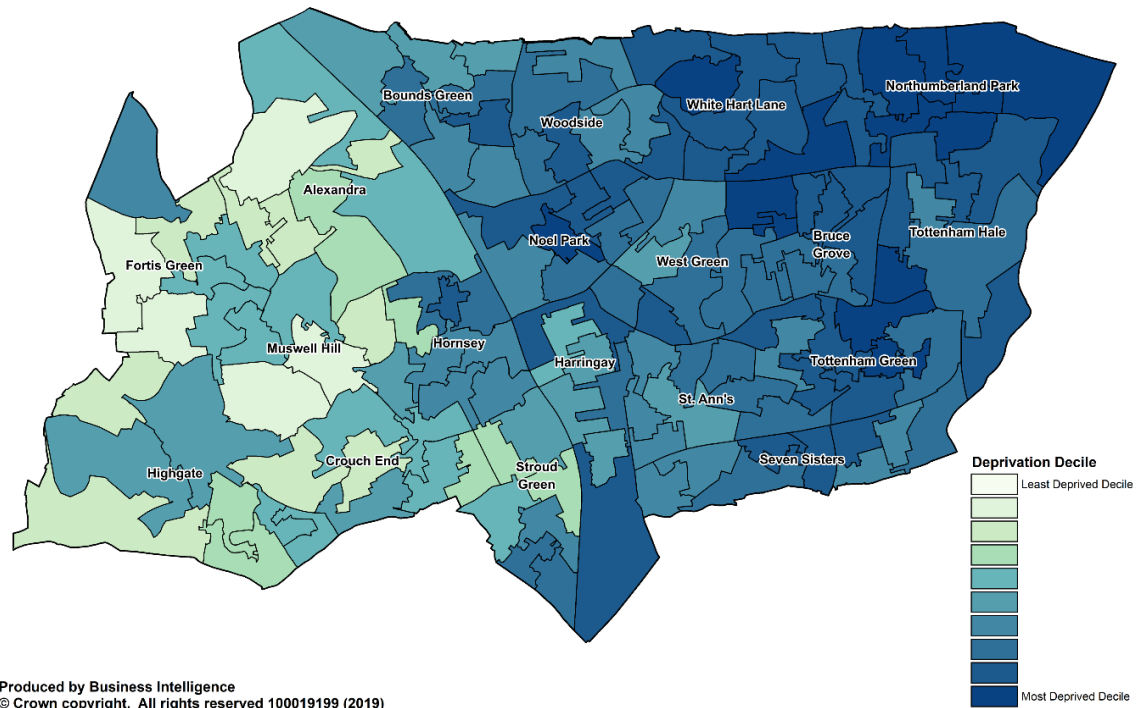 Northumberland Park
Bounds Green
White Hart Lane
Woodside
Alexandra
Tottenham Hale
Bruce
Grove
Noel Park
West Green
Fortis Green
Hornsey
Muswell Hill
Harringay
Tottenham Green
St. Ann's
Crouch End
Seven Sisters
Stroud
Green
Highgate
Deprivation Decile
Least Deprived Decile
Most Deprived Decile
Produced by Business Intelligence
© Crown copyright. All rights reserved 100019199 (2019)